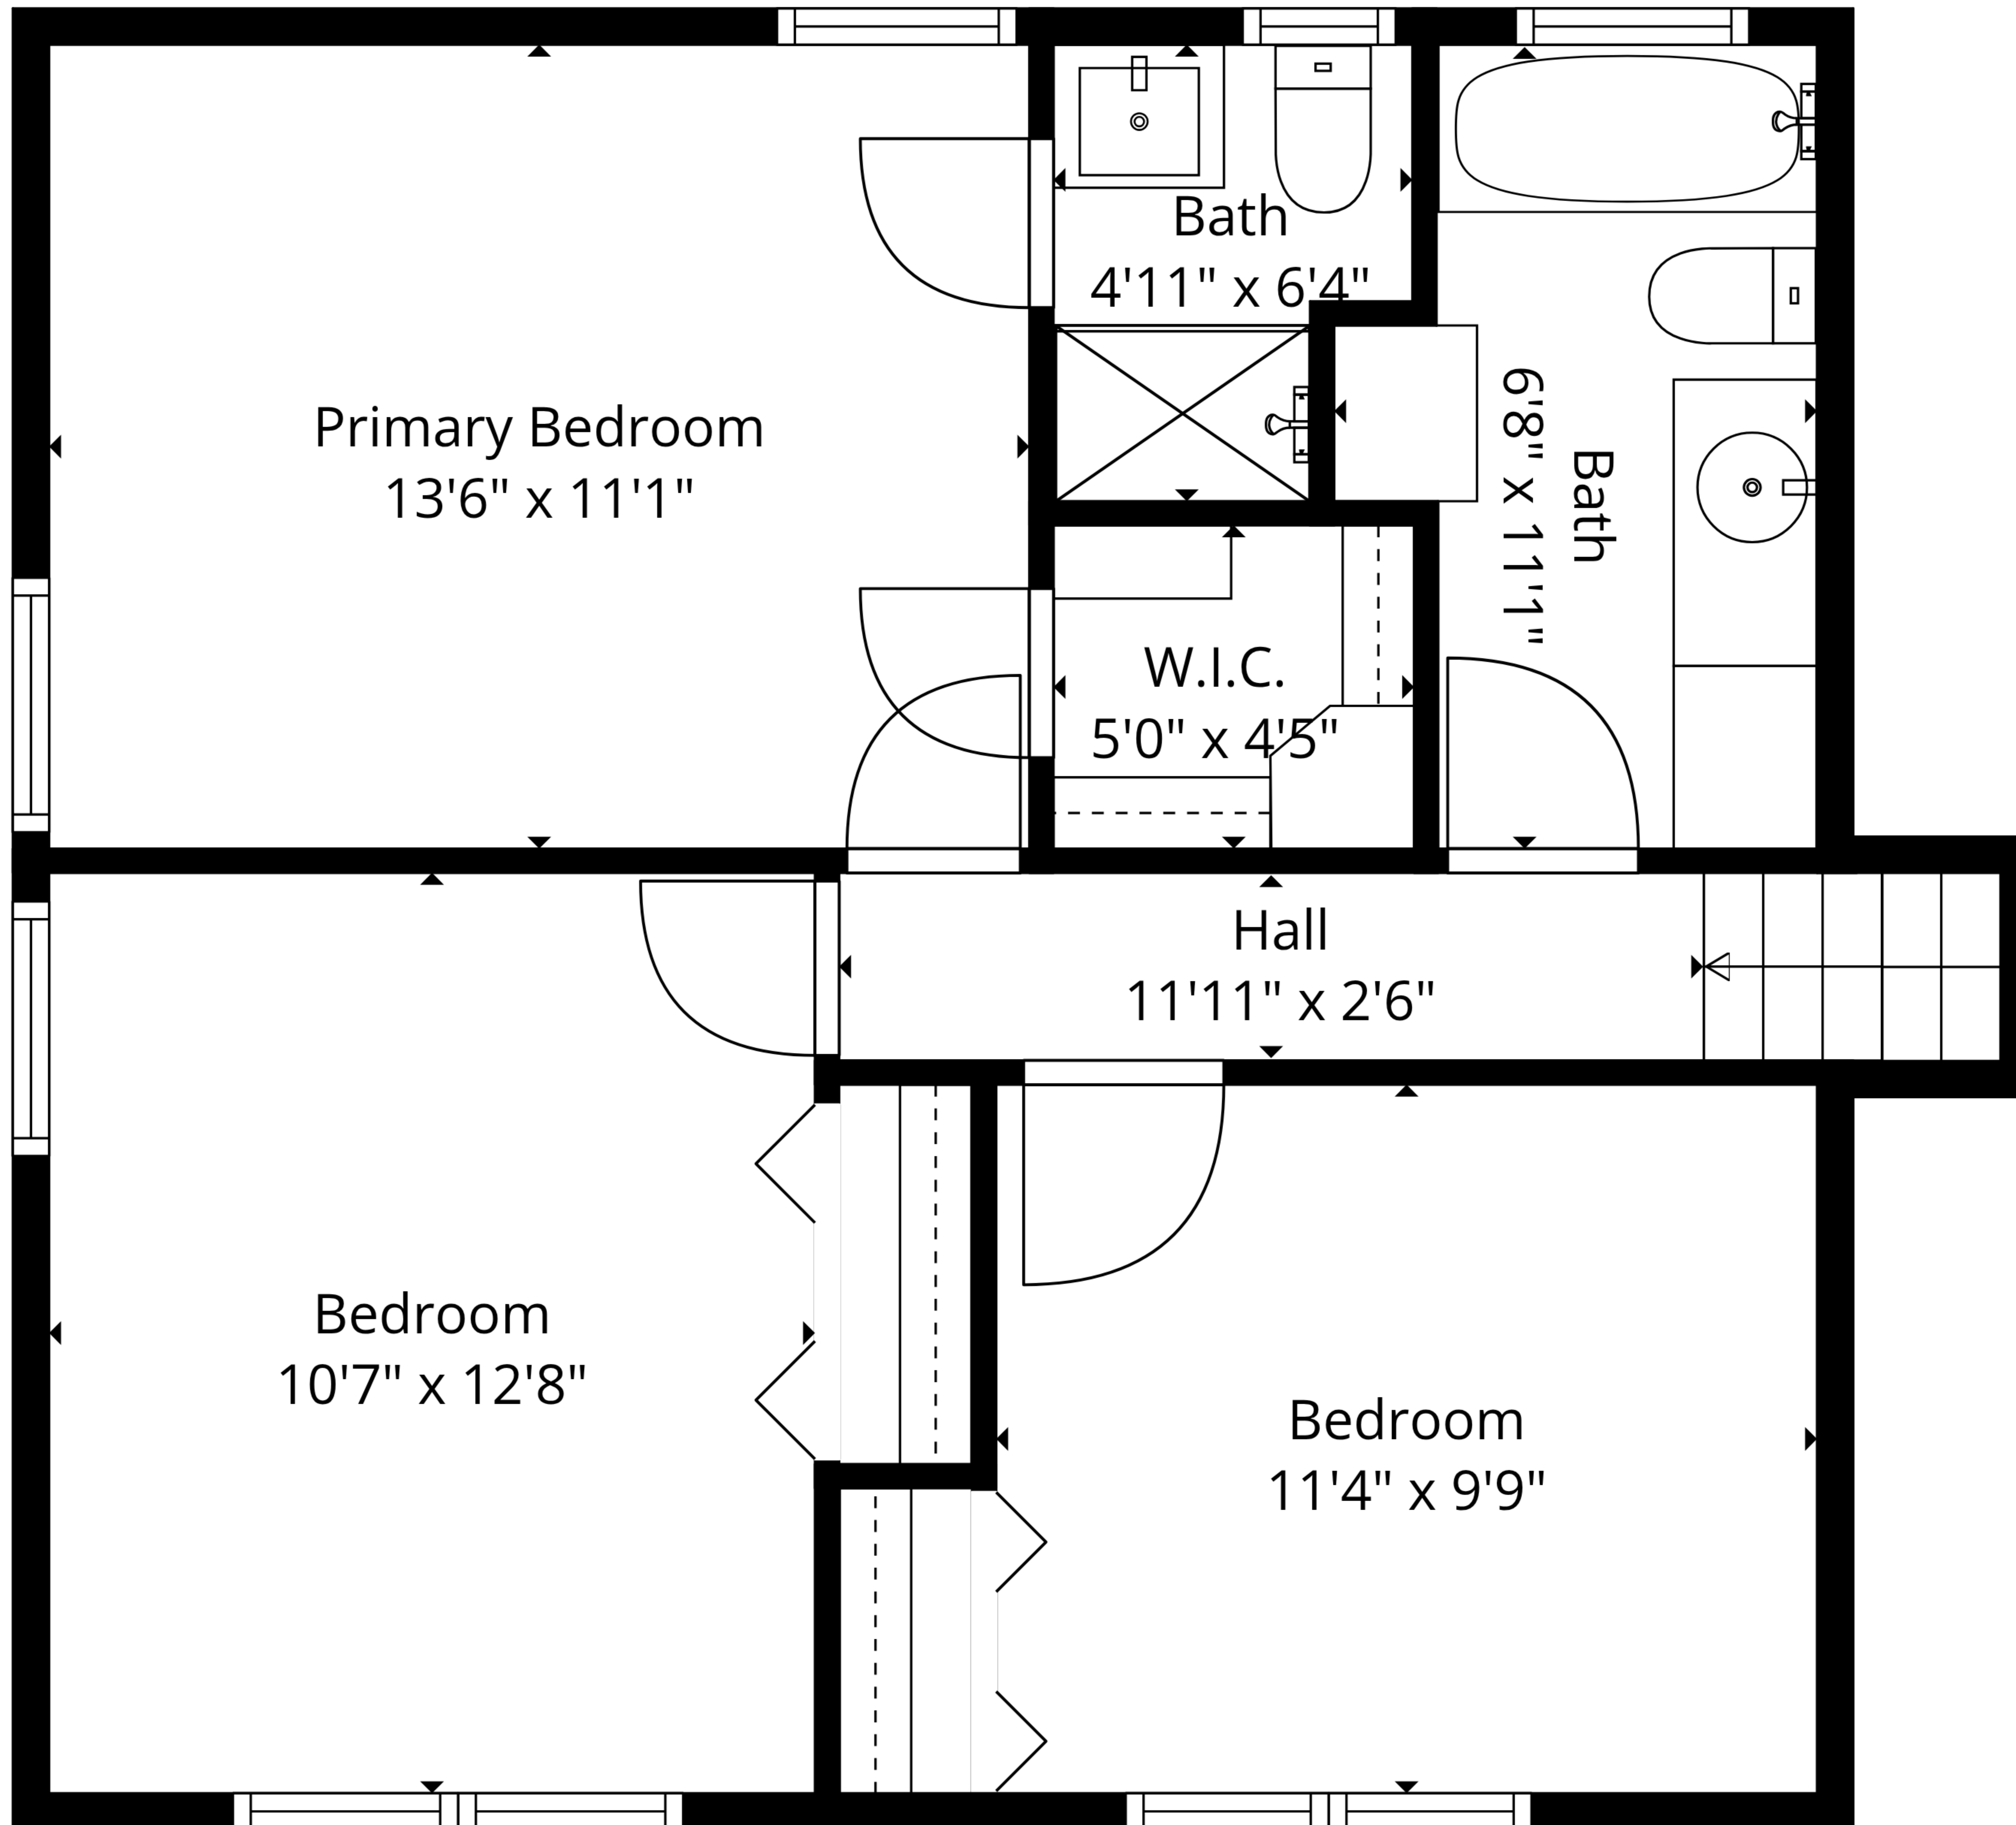 Bath
4'11" x 6'4"
Primary Bedroom
13'6" x 11'1"
Bath
6'8" x 11'1"
W.I.C.
5'0" x 4'5"
Hall
11'11" x 2'6"
Bedroom
10'7" x 12'8"
Bedroom
11'4" x 9'9"